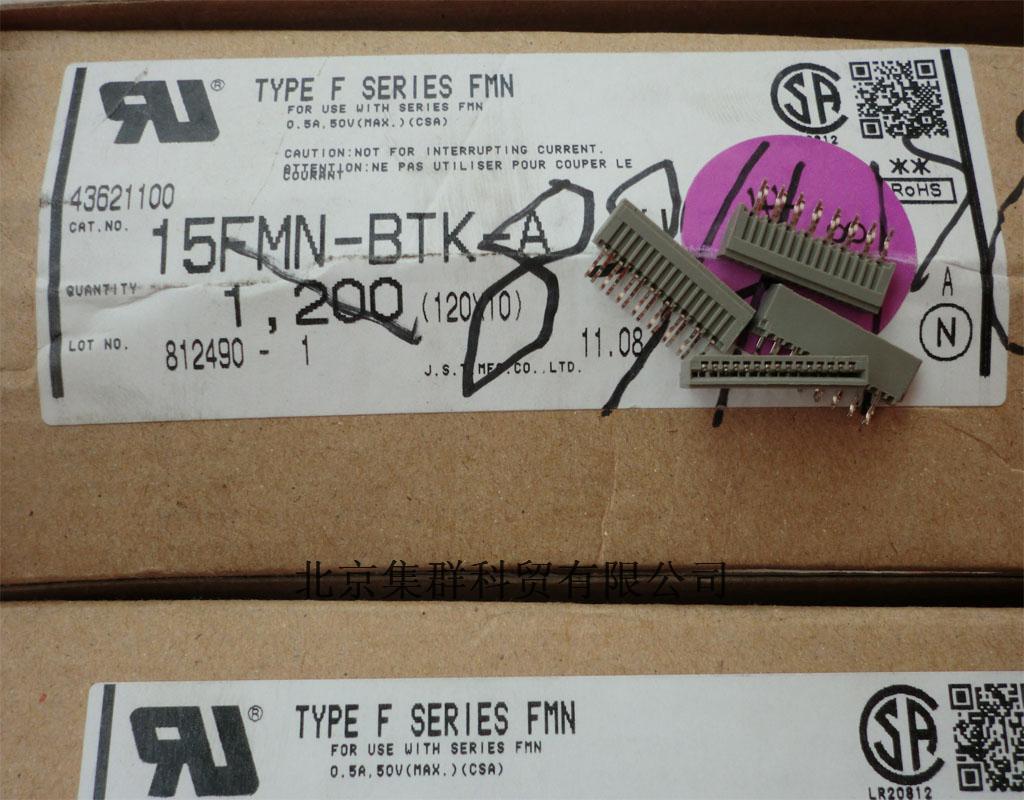 TYPE F SERIES FMN
FOR USE WITH SERIES FMN
0.5A,50V(MAX.)(CSA)
CAUTION:NOT FOR INTERRUPTING CURRENT.
ATTENTION:NE PAS UTILISER POUR COUPER LE
COURANT
RoHS
43621100
CAT.NO. 15FMN-BTK-A
QUANTITY 1,200 (120X10)
A
N
LOT NO. 812490 - 1
11.08
J.S.T.MFG.CO.,LTD.
北京集群科贸有限公司
TYPE F SERIES FMN
FOR USE WITH SERIES FMN
0.5A,50V(MAX.)(CSA)
LR20812